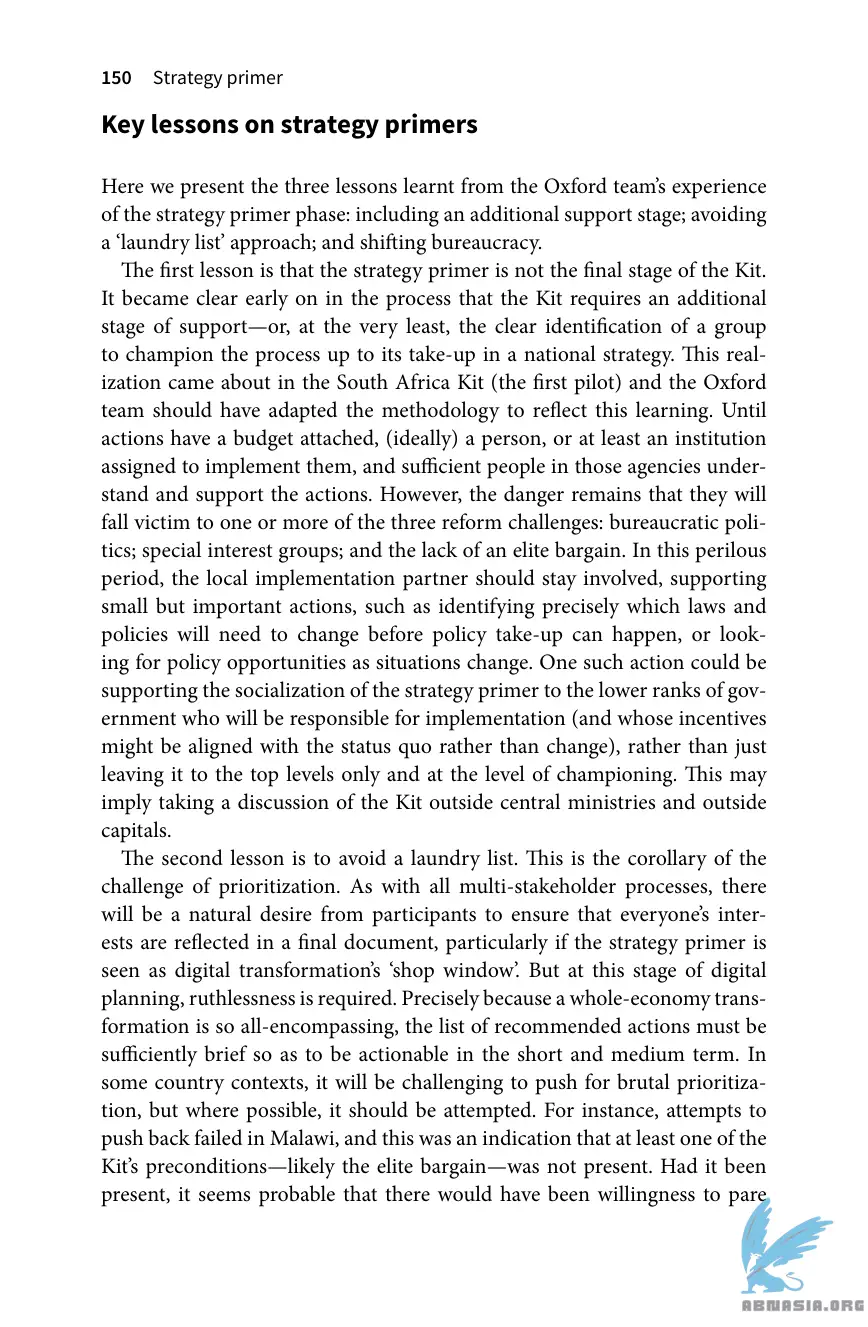 150 Strategy primer
Key lessons on strategy primers
Here we present the three lessons learnt from the Oxford team’s experience
of the strategy primer phase: including an additional support stage; avoiding
a ‘laundry list’ approach; and shifting bureaucracy.
The first lesson is that the strategy primer is not the final stage of the Kit.
It became clear early on in the process that the Kit requires an additional
stage of support—or, at the very least, the clear identification of a group
to champion the process up to its take-up in a national strategy. This real-
ization came about in the South Africa Kit (the first pilot) and the Oxford
team should have adapted the methodology to reflect this learning. Until
actions have a budget attached, (ideally) a person, or at least an institution
assigned to implement them, and sufficient people in those agencies under-
stand and support the actions. However, the danger remains that they will
fall victim to one or more of the three reform challenges: bureaucratic poli-
tics; special interest groups; and the lack of an elite bargain. In this perilous
period, the local implementation partner should stay involved, supporting
small but important actions, such as identifying precisely which laws and
policies will need to change before policy take-up can happen, or look-
ing for policy opportunities as situations change. One such action could be
supporting the socialization of the strategy primer to the lower ranks of gov-
ernment who will be responsible for implementation (and whose incentives
might be aligned with the status quo rather than change), rather than just
leaving it to the top levels only and at the level of championing. This may
imply taking a discussion of the Kit outside central ministries and outside
capitals.
The second lesson is to avoid a laundry list. This is the corollary of the
challenge of prioritization. As with all multi-stakeholder processes, there
will be a natural desire from participants to ensure that everyone’s inter-
ests are reflected in a final document, particularly if the strategy primer is
seen as digital transformation’s ‘shop window’. But at this stage of digital
planning, ruthlessness is required. Precisely because a whole-economy trans-
formation is so all-encompassing, the list of recommended actions must be
sufficiently brief so as to be actionable in the short and medium term. In
some country contexts, it will be challenging to push for brutal prioritiza-
tion, but where possible, it should be attempted. For instance, attempts to
push back failed in Malawi, and this was an indication that at least one of the
Kit’s preconditions—likely the elite bargain—was not present. Had it been
present, it seems probable that there would have been willingness to pare
ABNASIA.ORG